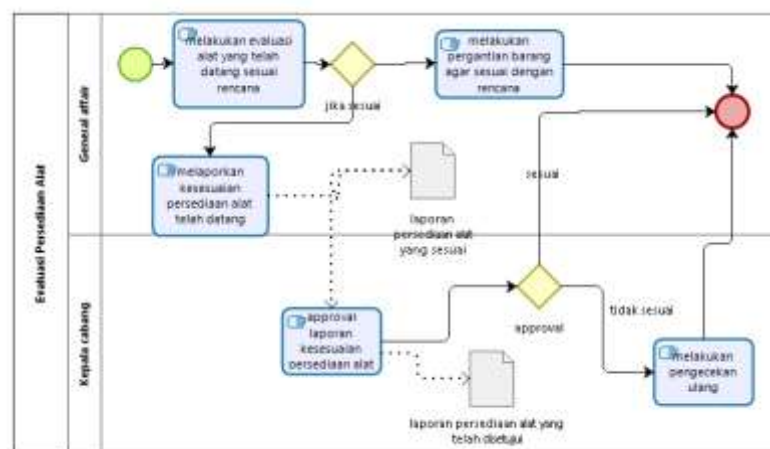 Evaluasi Persediaan Alat
General affair
melakukan evaluasi
alat yang telah
datang sesuai
rencana
melakukan
pergantian barang
agar sesuai dengan
rencana
jika sesuai
melaporkan
kesesuaian
persediaan alat
telah datang
laporan
persediaan alat
yang sesuai
sesuai
Kepala cabang
approval
laporan
kesesuaian
persediaan alat
approval
tidak sesuai
melakukan
pengecekan
ulang
laporan persediaan alat yang
telah disetujui